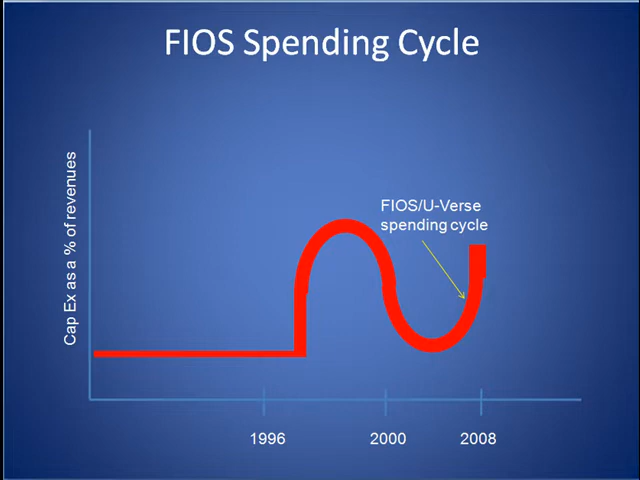 FIOS Spending Cycle
Cap Ex as a % of revenues
FIOS/U-Verse
spending cycle
1996
2000
2008